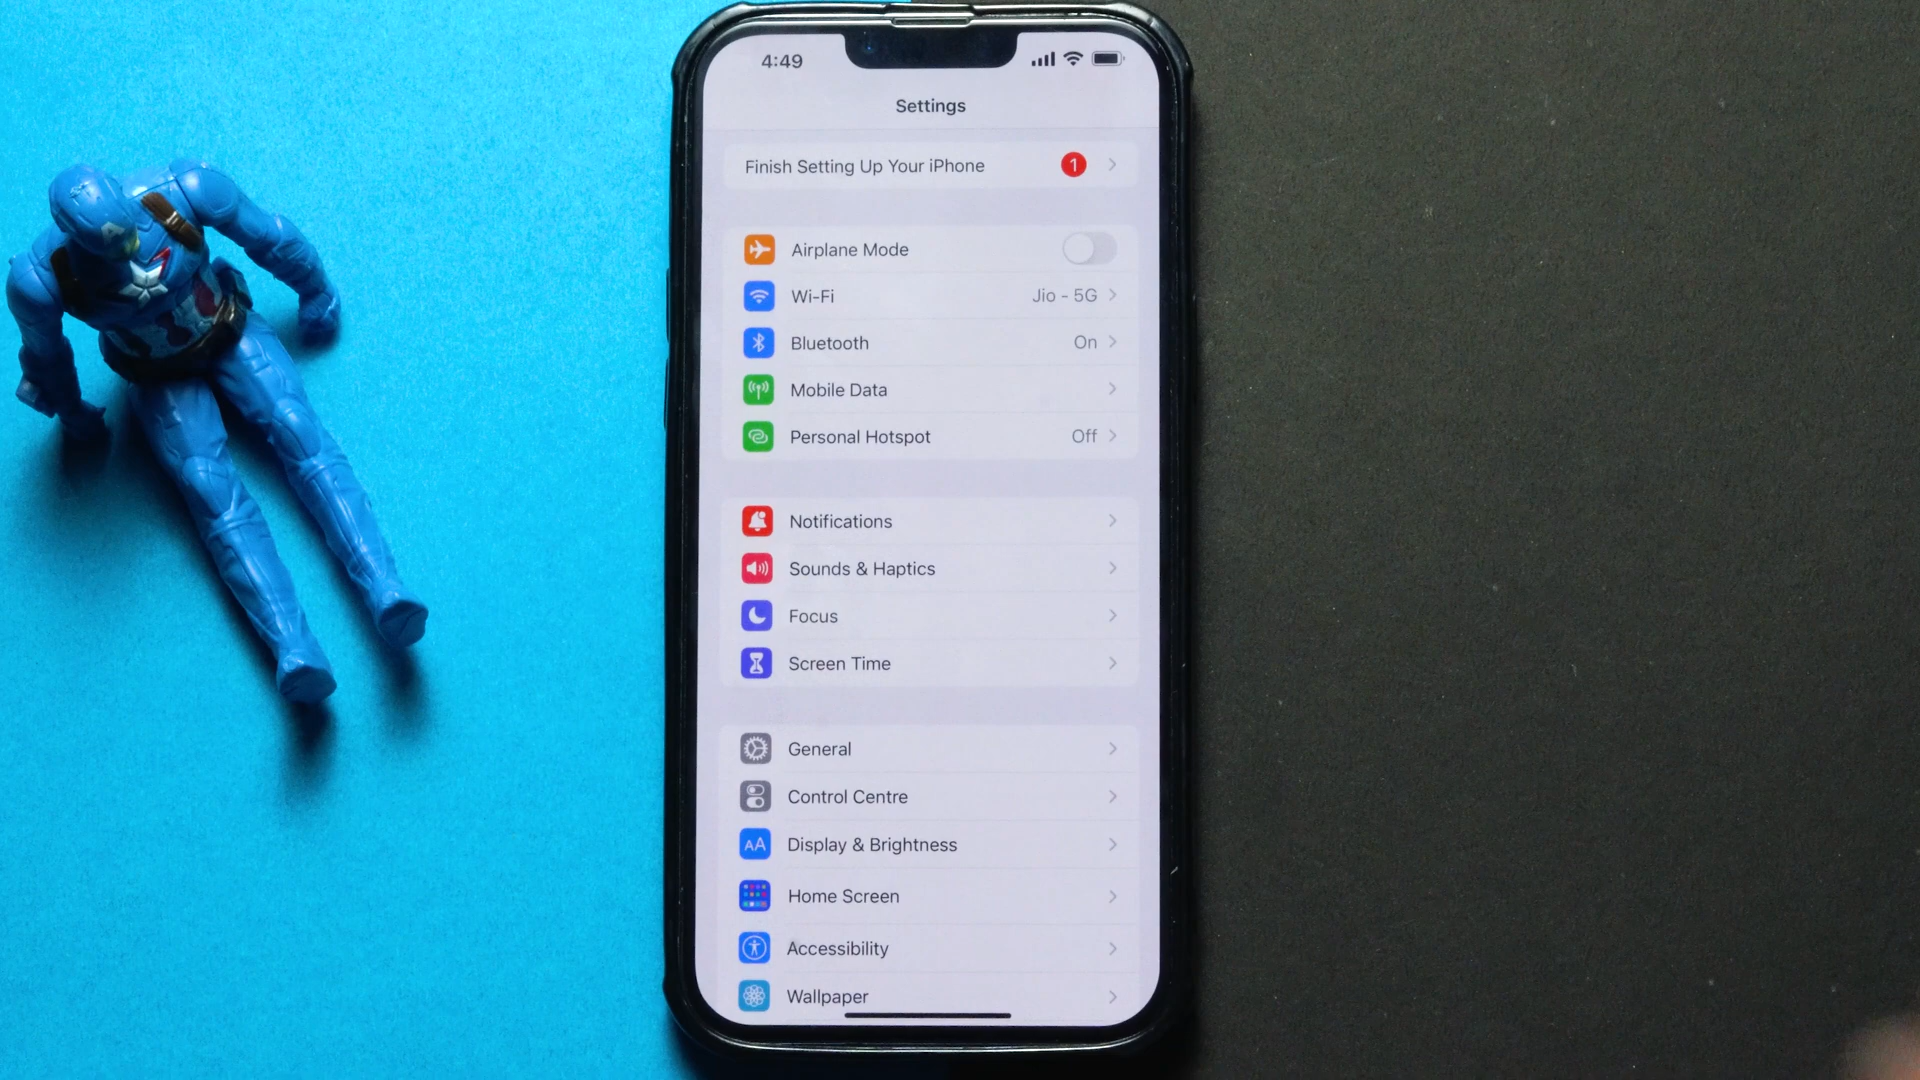 4:49
Settings
Finish Setting Up Your iPhone 1
Airplane Mode
Wi-Fi Jio - 5G
Bluetooth On
Mobile Data
Personal Hotspot Off
Notifications
Sounds & Haptics
Focus
Screen Time
General
Control Centre
AA Display & Brightness
Home Screen
Accessibility
Wallpaper
A